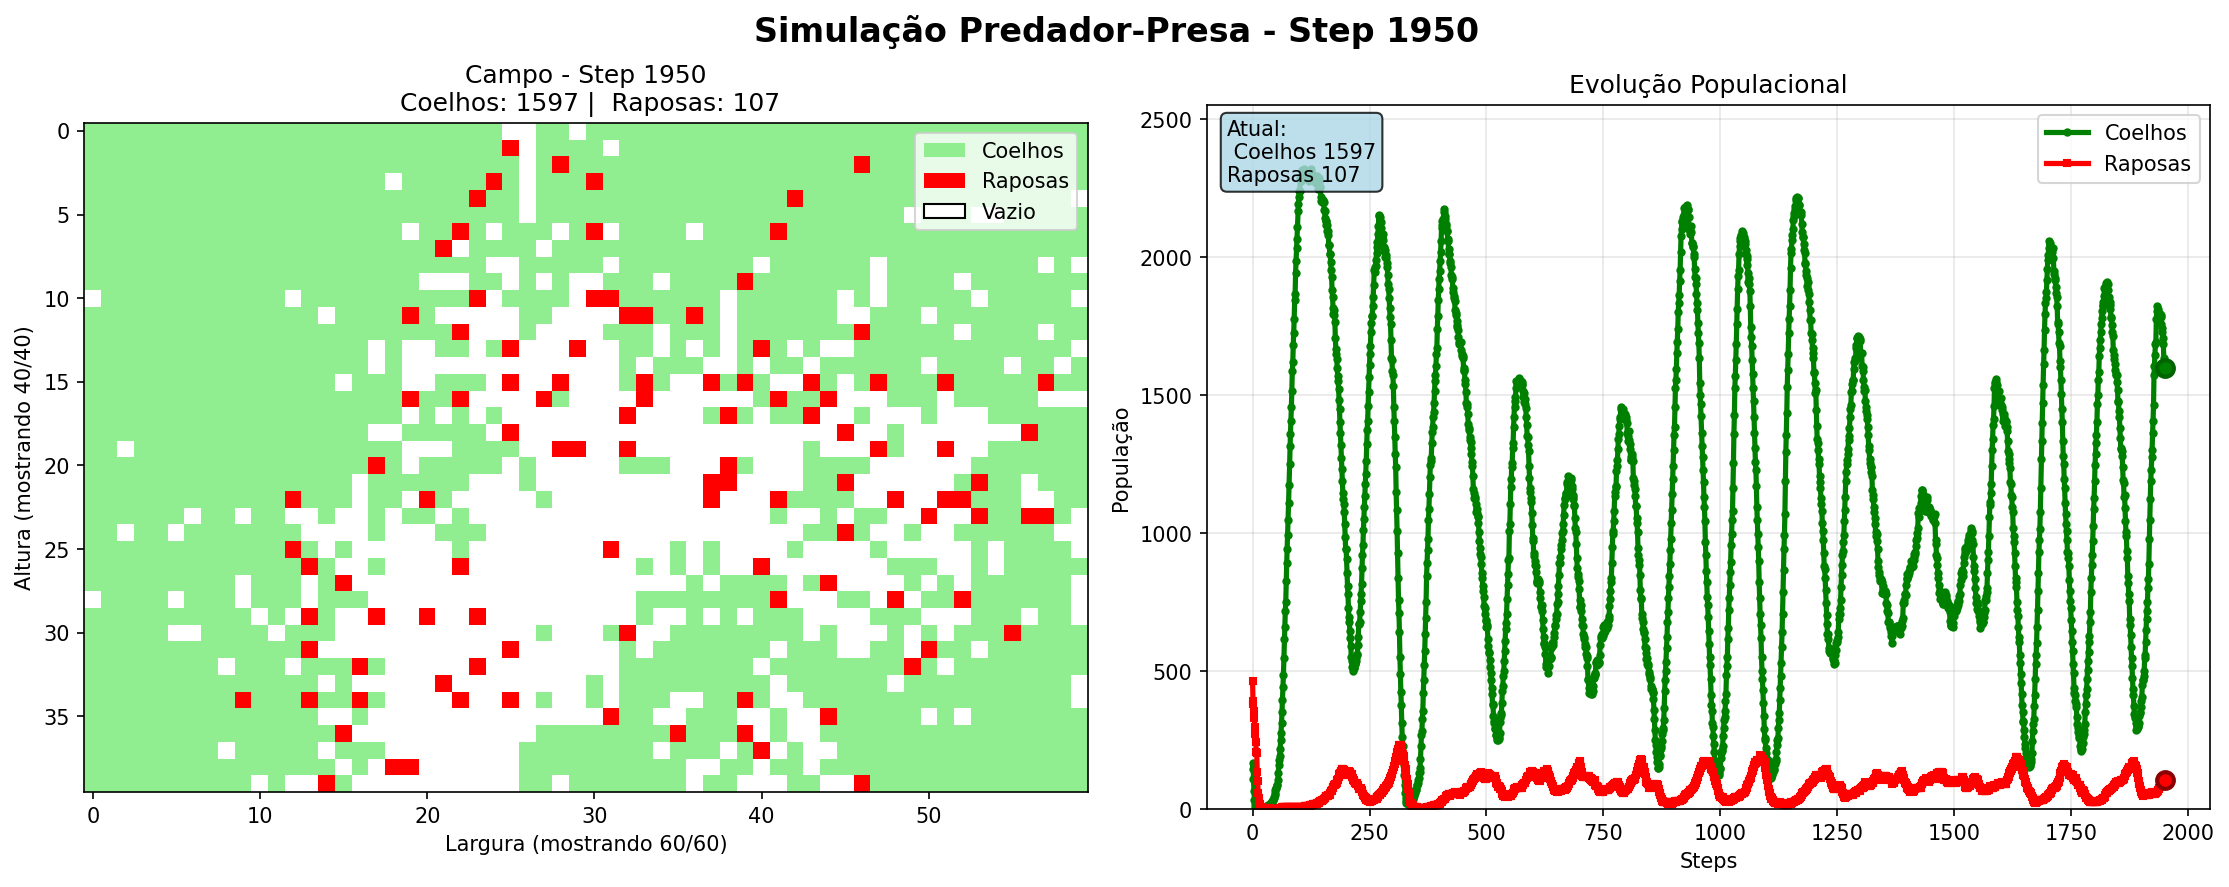 Simulação Predador-Presa - Step 1950
Campo - Step 1950
Coelhos: 1597 |  Raposas: 107
0
5
10
15
20
25
30
35
Altura (mostrando 40/40)
Coelhos
Raposas
Vazio
0
10
20
30
40
50
Largura (mostrando 60/60)
Evolução Populacional
2500
2000
1500
1000
500
0
População
Atual:
Coelhos 1597
Raposas 107
Coelhos
Raposas
0
250
500
750
1000
1250
1500
1750
2000
Steps